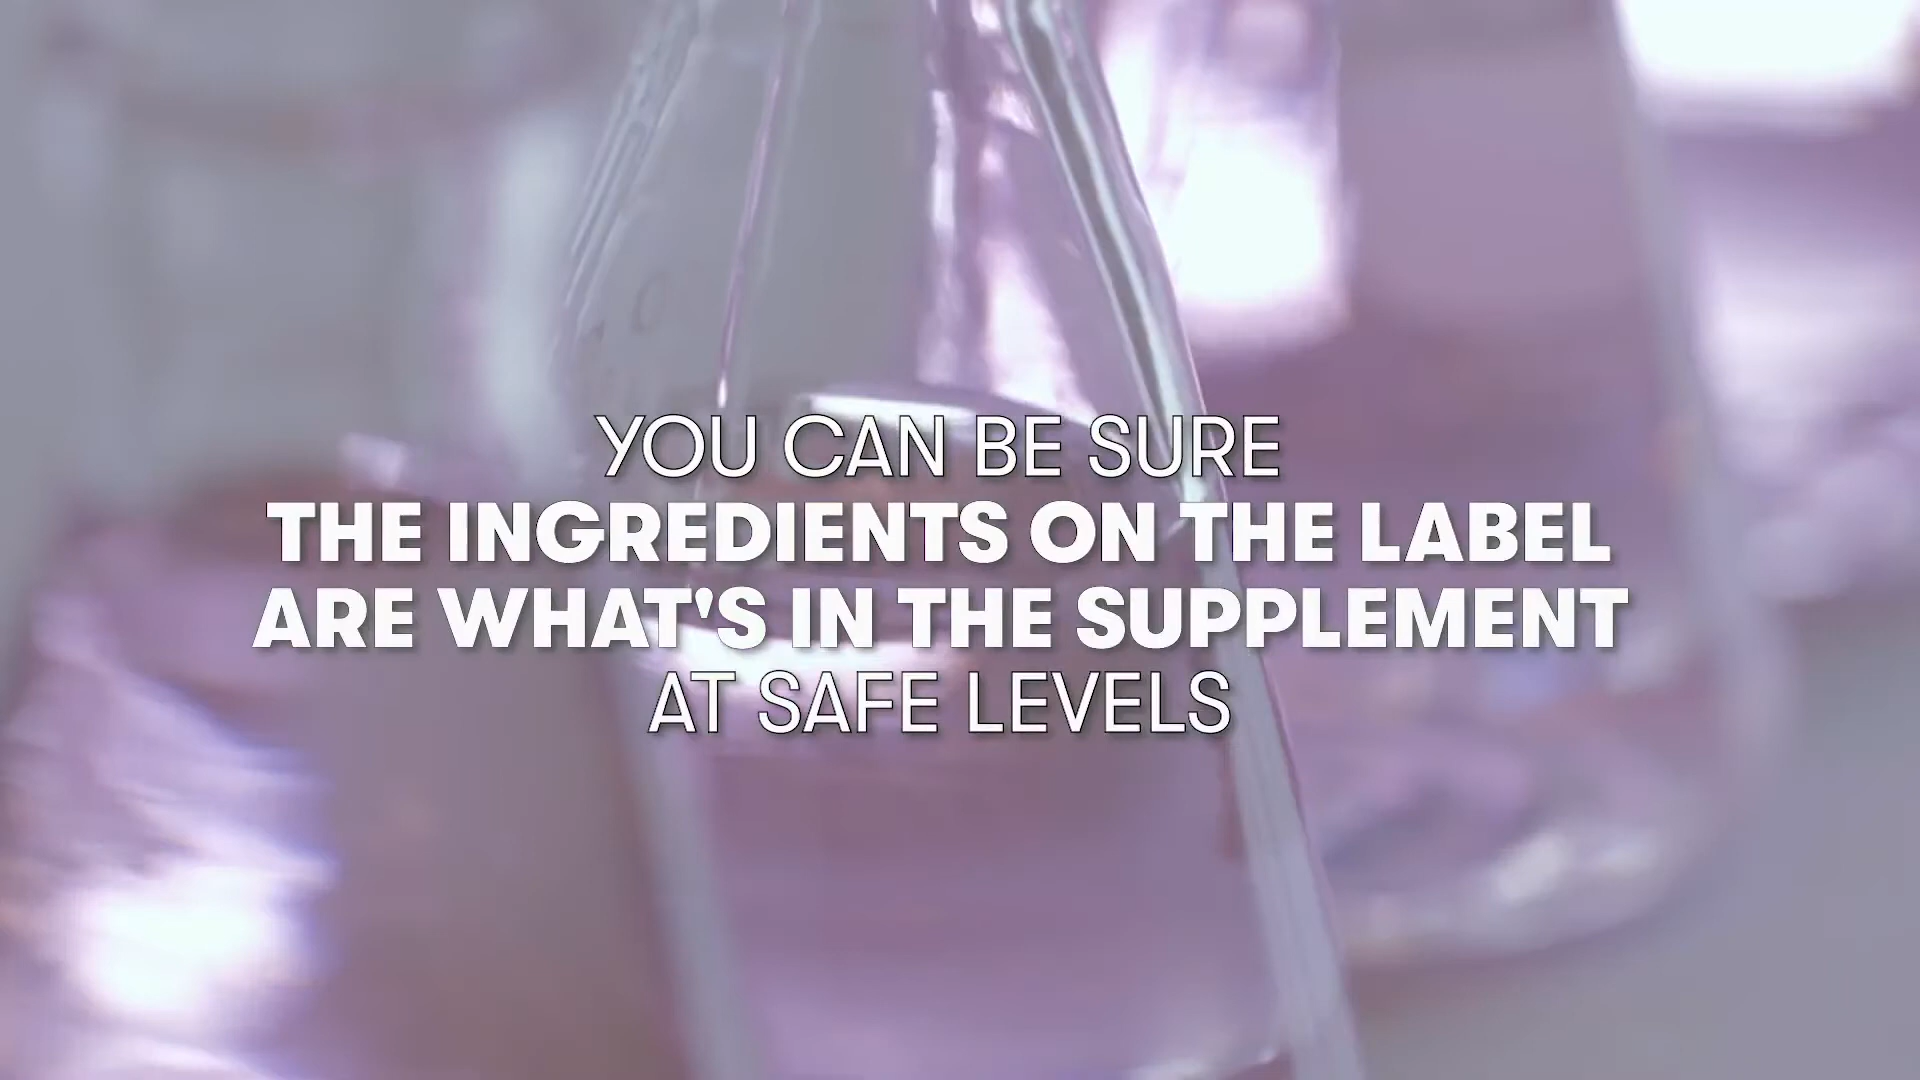 YOU CAN BE SURE
THE INGREDIENTS ON THE LABEL
ARE WHAT'S IN THE SUPPLEMENT
AT SAFE LEVELS